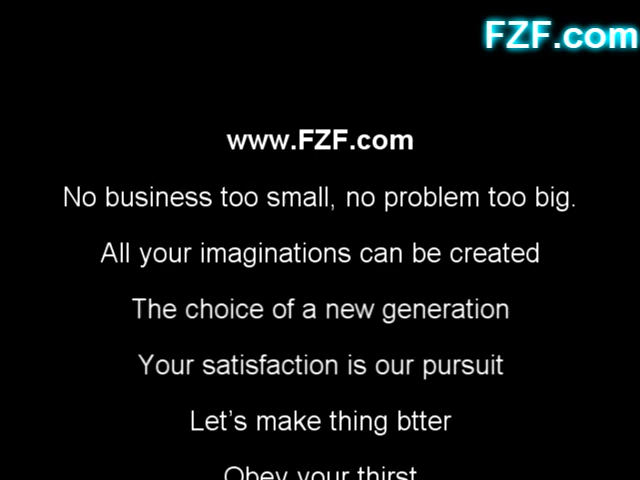 FZF.com
www.FZF.com
No business too small, no problem too big.
All your imaginations can be created
The choice of a new generation
Your satisfaction is our pursuit
Let’s make thing btter
Obey your thirst